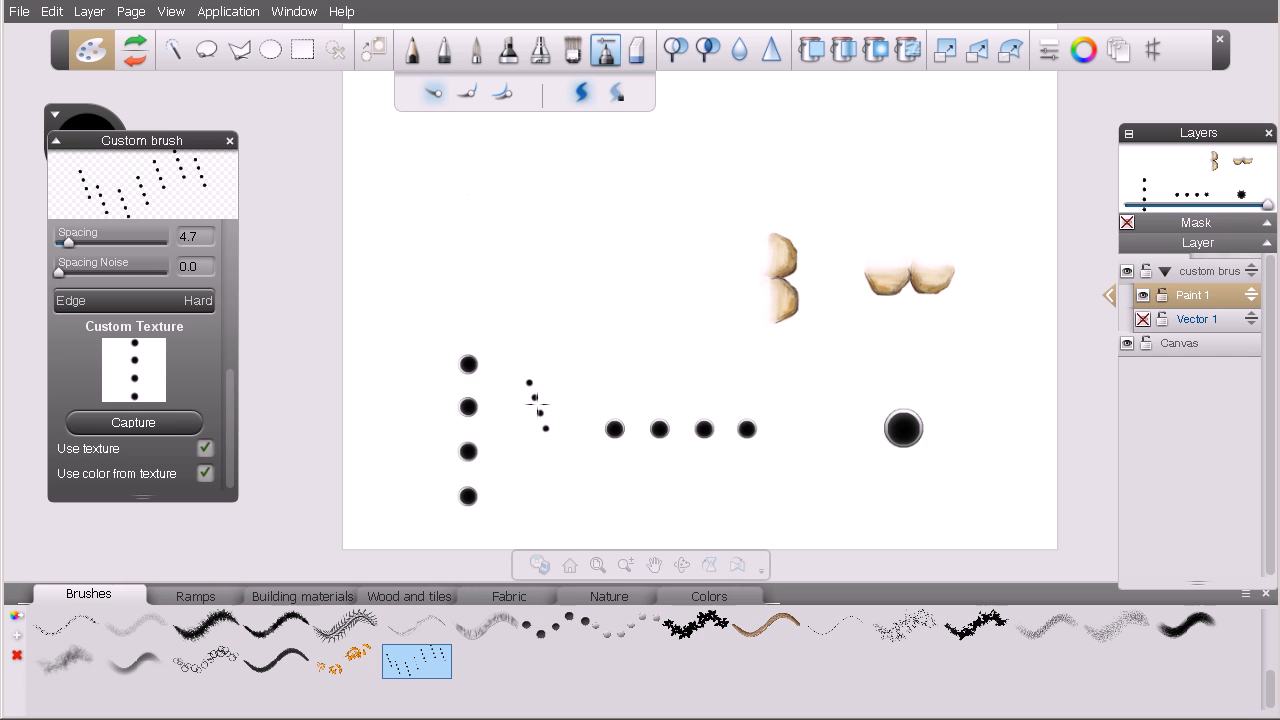 File Edit Layer Page View Application Window Help
Custom brush
Spacing 4.7
Spacing Noise 0.0
Edge Hard
Custom Texture
Capture
Use texture
Use color from texture
Layers
Mask
Layer
custom brus
Paint 1
Vector 1
Canvas
Brushes Ramps Building materials Wood and tiles Fabric Nature Colors